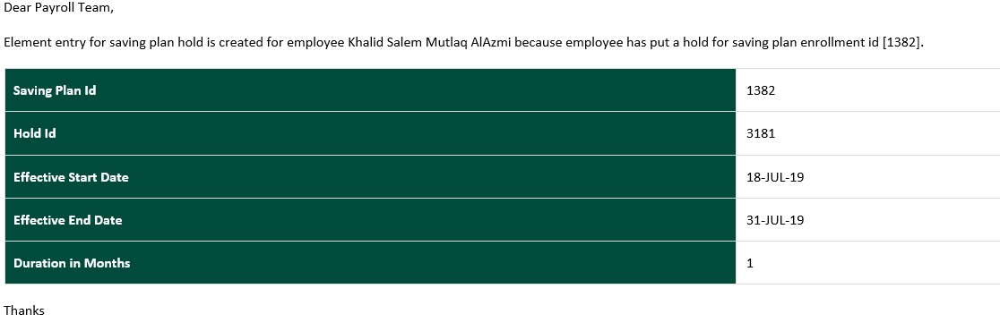 Dear Payroll Team,
Element entry for saving plan hold is created for employee Khalid Salem Mutlaq AlAzmi because employee has put a hold for saving plan enrollment id [1382].
Saving Plan Id 1382
Hold Id 3181
Effective Start Date 18-JUL-19
Effective End Date 31-JUL-19
Duration in Months 1
Thanks